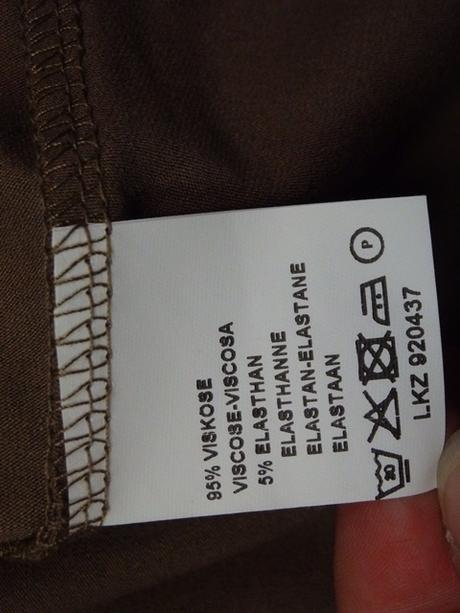 95% VISKOSE
VISCOSE-VISCOSA
5% ELASTHAN
ELASTHANNE
ELASTAN-ELASTANE
ELASTAAN
P
LKZ 920437